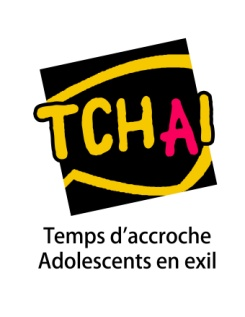 TCHAI
Temps d'accroche
Adolescents en exil